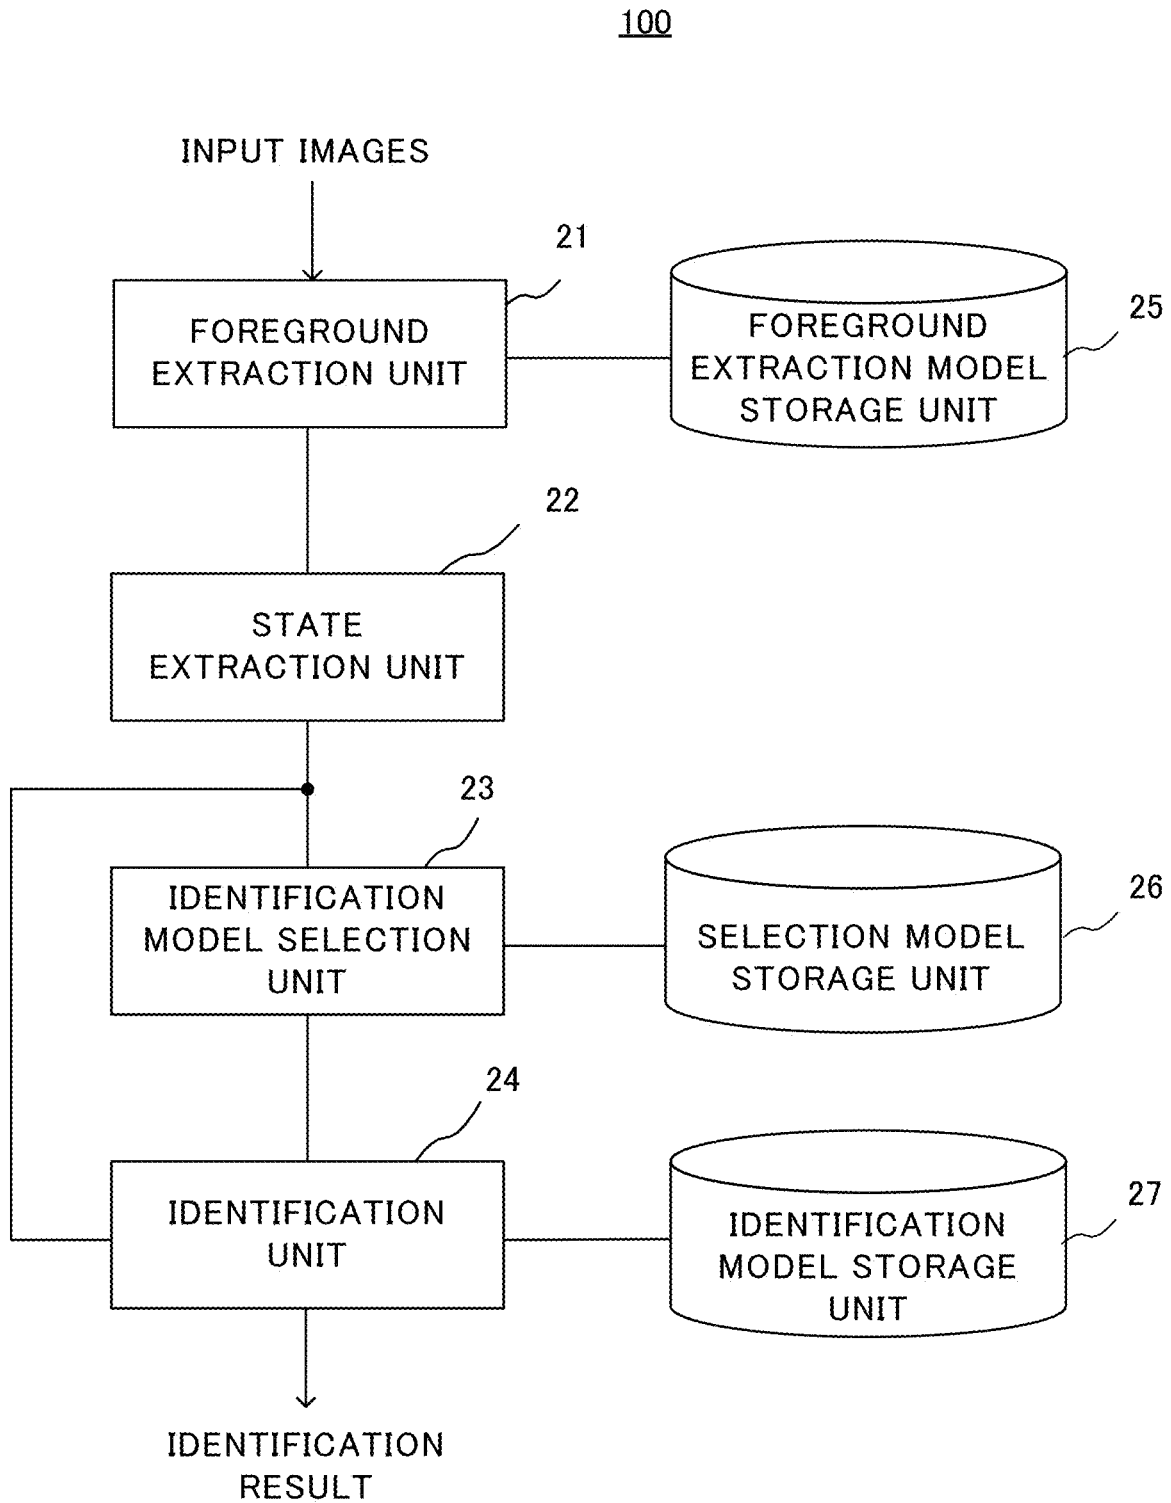 100
INPUT IMAGES
21
FOREGROUND
EXTRACTION UNIT
25
FOREGROUND
EXTRACTION MODEL
STORAGE UNIT
22
STATE
EXTRACTION UNIT
23
IDENTIFICATION
MODEL SELECTION
UNIT
26
SELECTION MODEL
STORAGE UNIT
24
IDENTIFICATION
UNIT
27
IDENTIFICATION
MODEL STORAGE
UNIT
IDENTIFICATION
RESULT